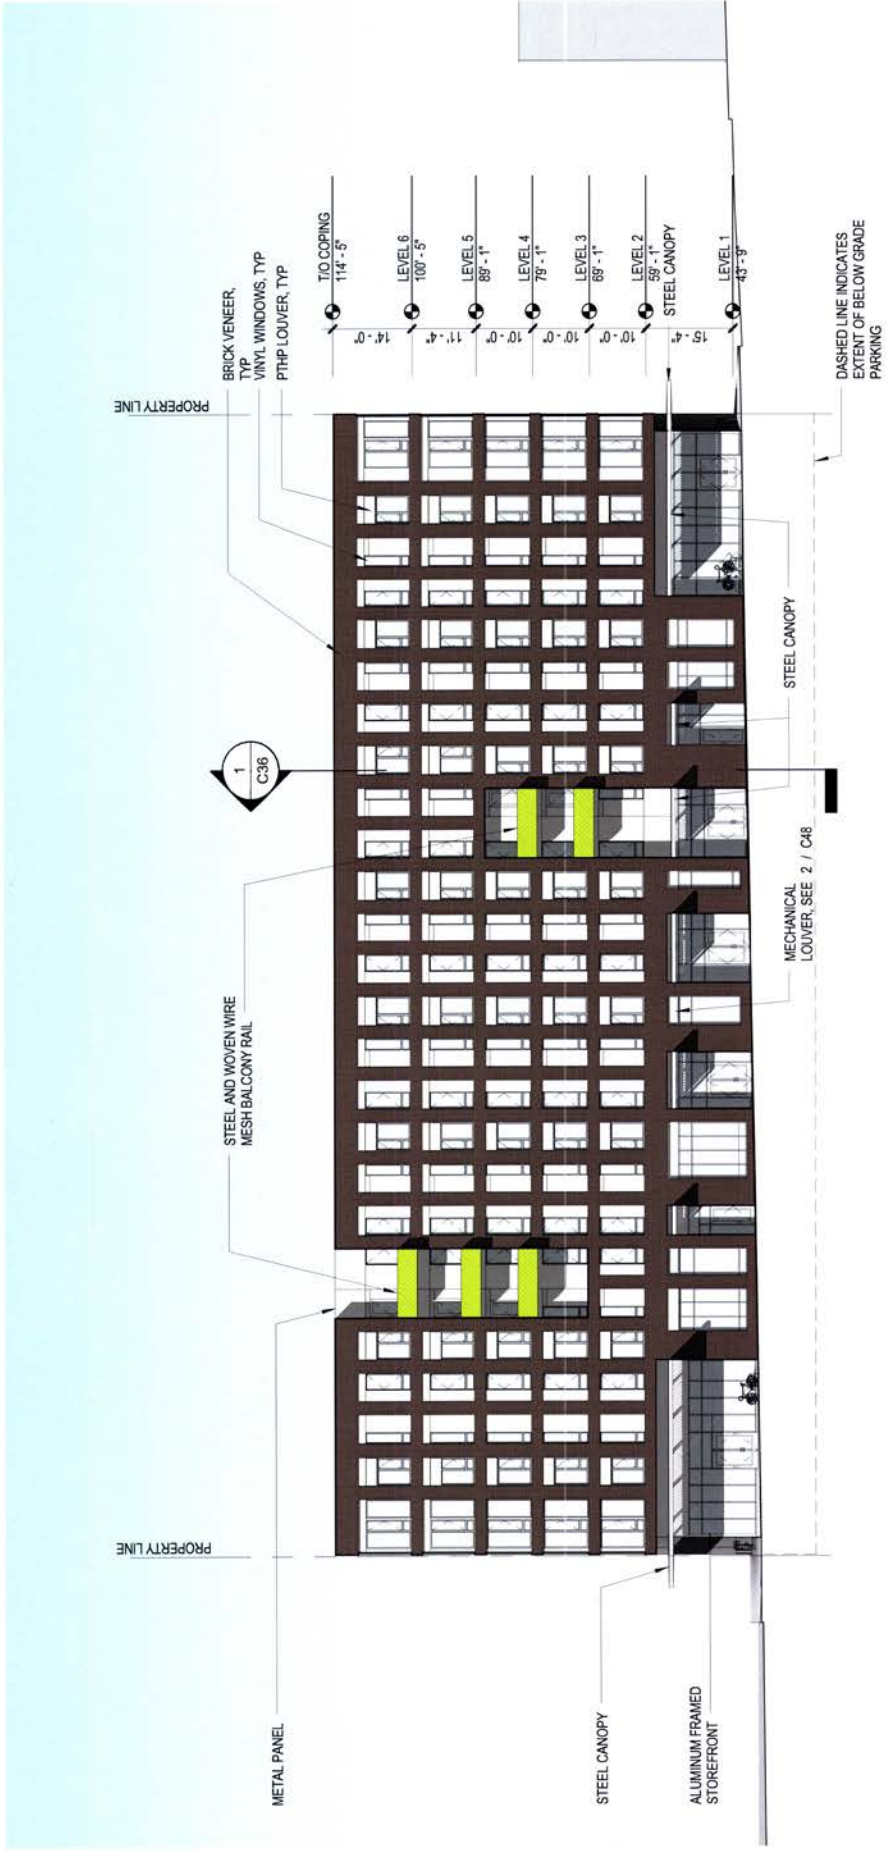 PROPERTY LINE
PROPERTY LINE
METAL PANEL
STEEL AND WOVEN WIRE
MESH BALCONY RAIL
1
C36
BRICK VENEER,
TYP
VINYL WINDOWS, TYP
PTHP LOUVER, TYP
T/O COPING
114' - 5"
14' - 0"
LEVEL 6
100' - 5"
11' - 4"
LEVEL 5
89' - 1"
10' - 0"
LEVEL 4
79' - 1"
10' - 0"
LEVEL 3
69' - 1"
10' - 0"
LEVEL 2
59' - 1"
STEEL CANOPY
15' - 4"
LEVEL 1
43' - 9"
STEEL CANOPY
ALUMINUM FRAMED
STOREFRONT
MECHANICAL
LOUVER, SEE 2 / C48
STEEL CANOPY
DASHED LINE INDICATES
EXTENT OF BELOW GRADE
PARKING